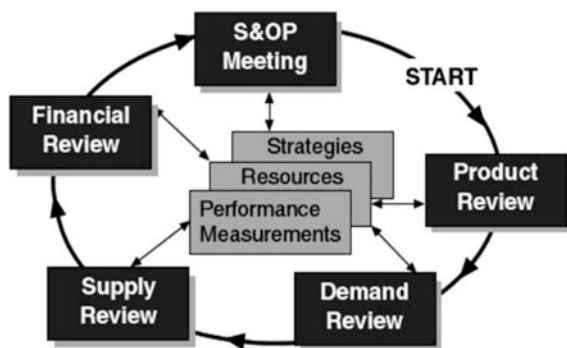 S&OP
Meeting
START
Financial
Review
Strategies
Resources
Performance
Measurements
Product
Review
Supply
Review
Demand
Review